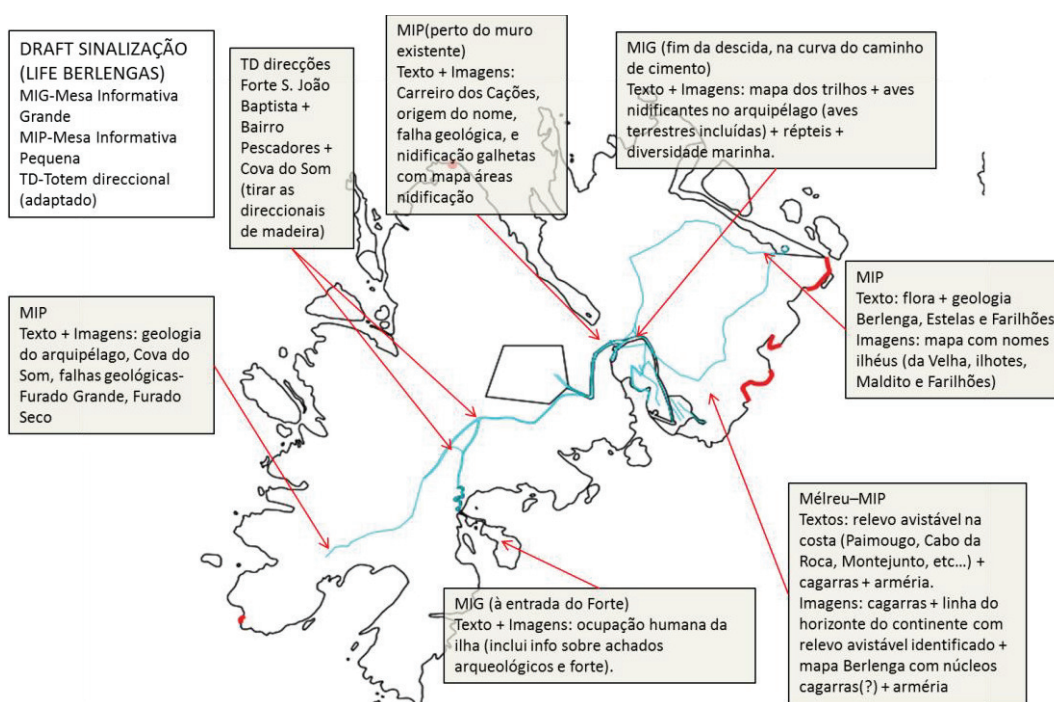 DRAFT SINALIZAÇÃO
(LIFE BERLENGAS)
MIG-Mesa Informativa
Grande
MIP-Mesa Informativa
Pequena
TD-Totem direccional
(adaptado)
TD direcções
Forte S. João
Baptista +
Bairro
Pescadores +
Cova do Som
(tirar as
direccionais
de madeira)
MIP(perto do muro
existente)
Texto + Imagens:
Carreiro dos Cações,
origem do nome,
falha geológica, e
nidificação galhetas
com mapa áreas
nidificação
MIG (fim da descida, na curva do caminho
de cimento)
Texto + Imagens: mapa dos trilhos + aves
nidificantes no arquipélago (aves
terrestres incluídas) + répteis +
diversidade marinha.
MIP
Texto + Imagens: geologia
do arquipélago, Cova do
Som, falhas geológicas-
Furado Grande, Furado
Seco
MIP
Texto: flora + geologia
Berlenga, Estelas e Farilhões
Imagens: mapa com nomes
ilhéus (da Velha, ilhotes,
Maldito e Farilhões)
MIG (à entrada do Forte)
Texto + Imagens: ocupação humana da
ilha (inclui info sobre achados
arqueológicos e forte).
Mélreu–MIP
Textos: relevo avistável na
costa (Paimougo, Cabo da
Roca, Montejunto, etc...) +
cagarras + arméria.
Imagens: cagarras + linha do
horizonte do continente com
relevo avistável identificado +
mapa Berlenga com núcleos
cagarras(?) + arméria